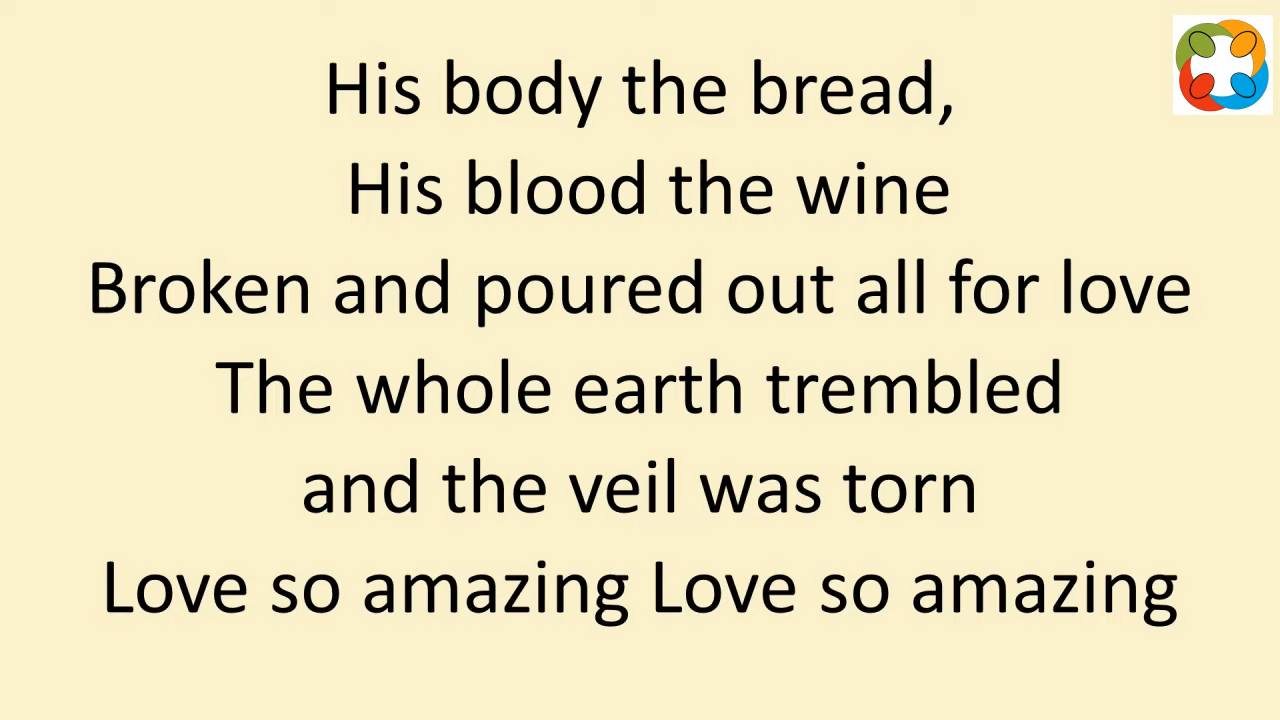 His body the bread,
His blood the wine
Broken and poured out all for love
The whole earth trembled
and the veil was torn
Love so amazing Love so amazing